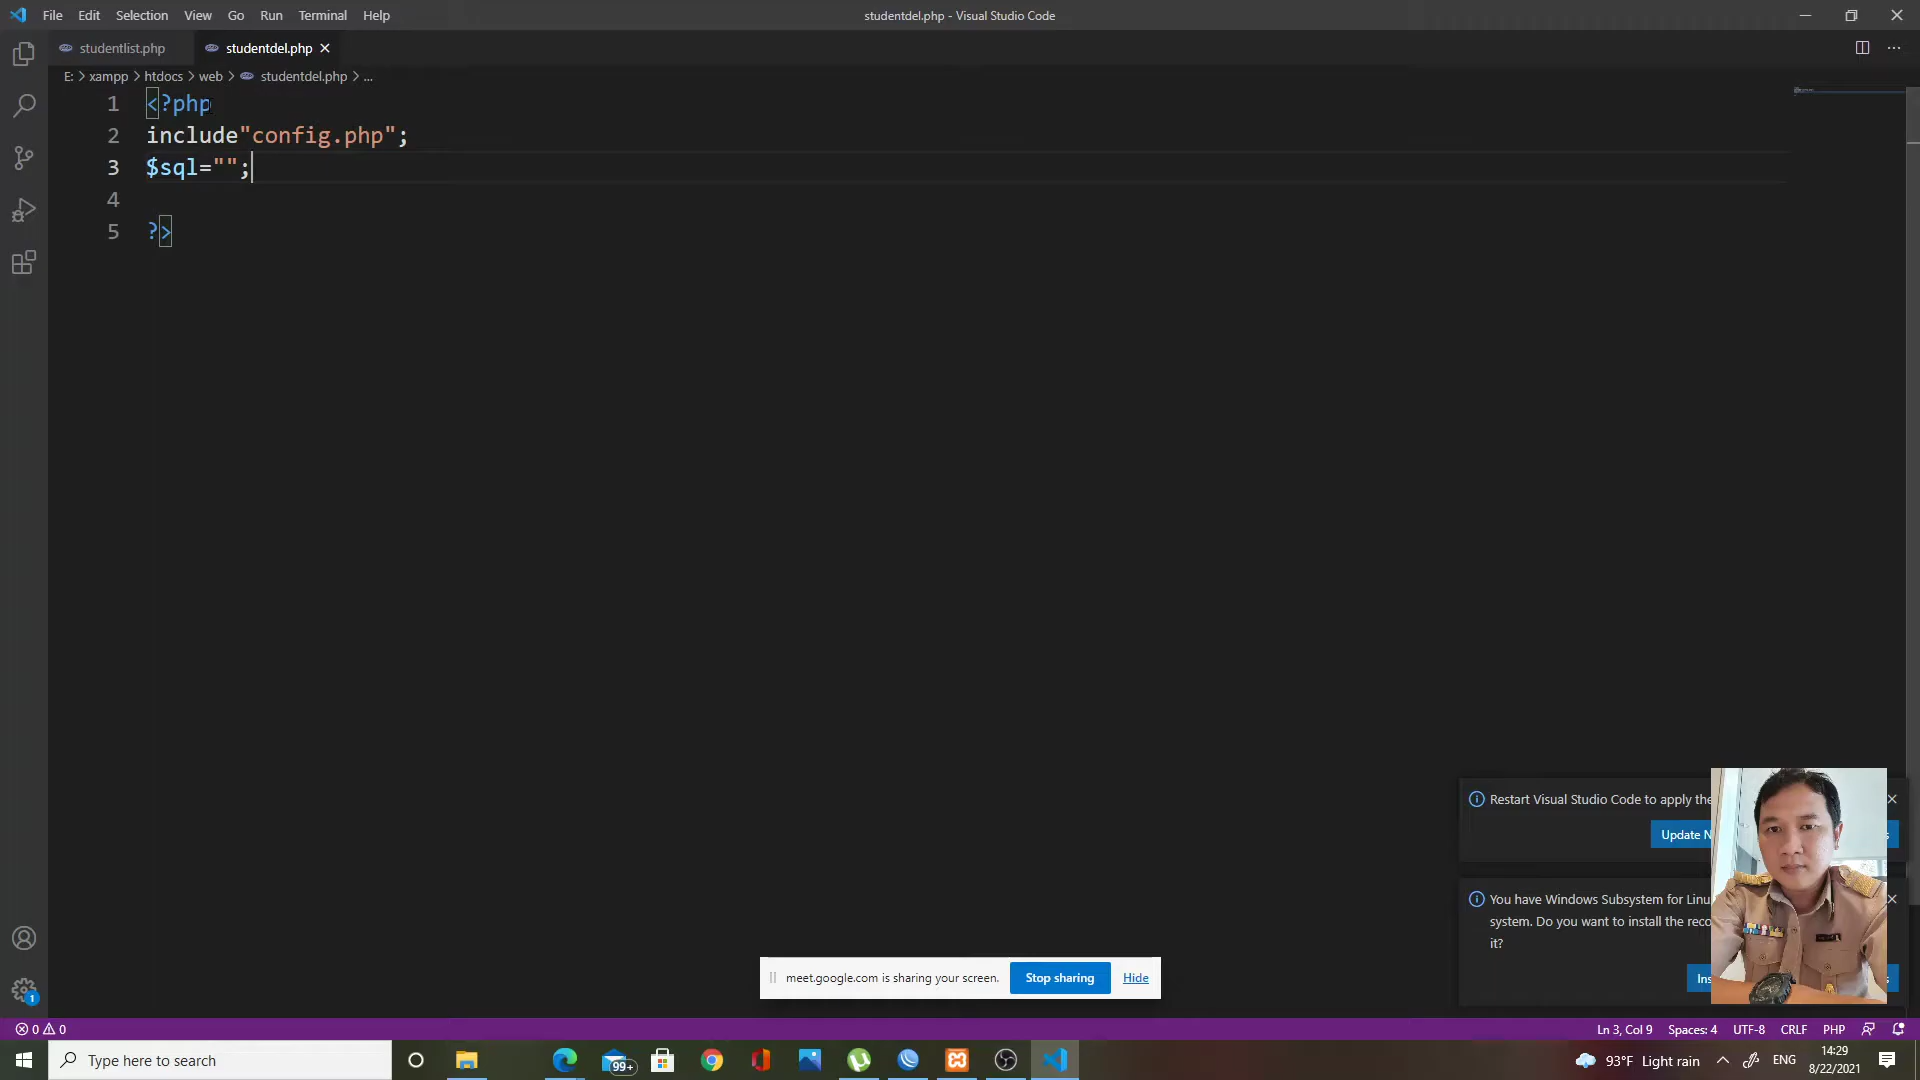 File Edit Selection View Go Run Terminal Help
studentdel.php - Visual Studio Code
studentlist.php
studentdel.php
E: > xampp > htdocs > web > studentdel.php > ...
1 <?php
2 include"config.php";
3 $sql="";
4
5 ?>
Restart Visual Studio Code to apply the
Update N
You have Windows Subsystem for Linu
system. Do you want to install the reco
it?
Ins
meet.google.com is sharing your screen.
Stop sharing
Hide
1
0 0
Ln 3, Col 9
Spaces: 4
UTF-8
CRLF
PHP
Type here to search
99+
93°F Light rain
ENG
14:29
8/22/2021